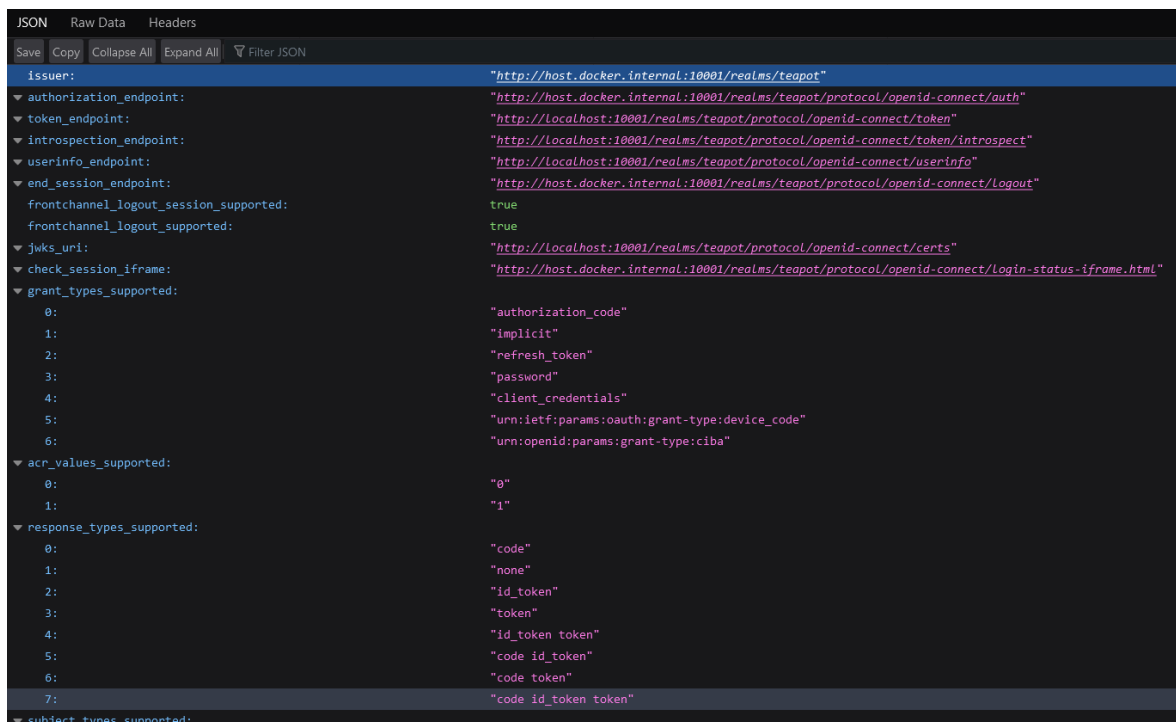 JSON Raw Data Headers
Save Copy Collapse All Expand All Filter JSON
issuer: "http://host.docker.internal:10001/realms/teapot"
authorization_endpoint: "http://host.docker.internal:10001/realms/teapot/protocol/openid-connect/auth"
token_endpoint: "http://localhost:10001/realms/teapot/protocol/openid-connect/token"
introspection_endpoint: "http://localhost:10001/realms/teapot/protocol/openid-connect/token/introspect"
userinfo_endpoint: "http://localhost:10001/realms/teapot/protocol/openid-connect/userinfo"
end_session_endpoint: "http://host.docker.internal:10001/realms/teapot/protocol/openid-connect/logout"
frontchannel_logout_session_supported: true
frontchannel_logout_supported: true
jwks_uri: "http://localhost:10001/realms/teapot/protocol/openid-connect/certs"
check_session_iframe: "http://host.docker.internal:10001/realms/teapot/protocol/openid-connect/login-status-iframe.html"
grant_types_supported:
0: "authorization_code"
1: "implicit"
2: "refresh_token"
3: "password"
4: "client_credentials"
5: "urn:ietf:params:oauth:grant-type:device_code"
6: "urn:openid:params:grant-type:ciba"
acr_values_supported:
0: "0"
1: "1"
response_types_supported:
0: "code"
1: "none"
2: "id_token"
3: "token"
4: "id_token token"
5: "code id_token"
6: "code token"
7: "code id_token token"
subject_types_supported: